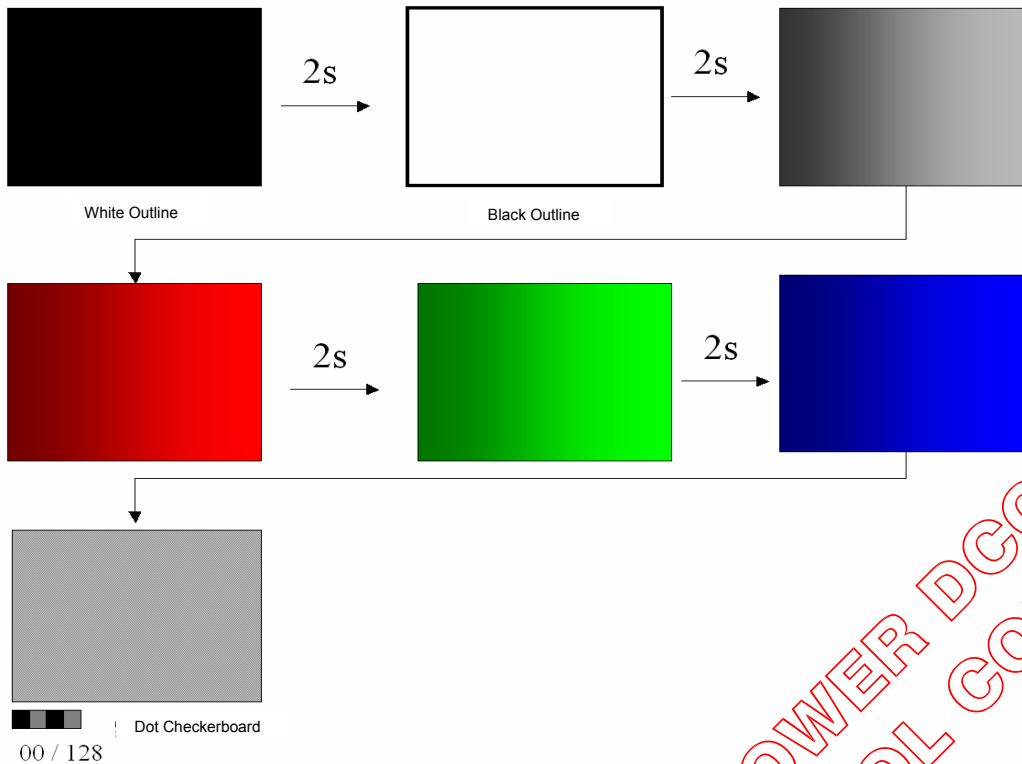 2s
2s
White Outline
Black Outline
2s
2s
Dot Checkerboard
00 / 128